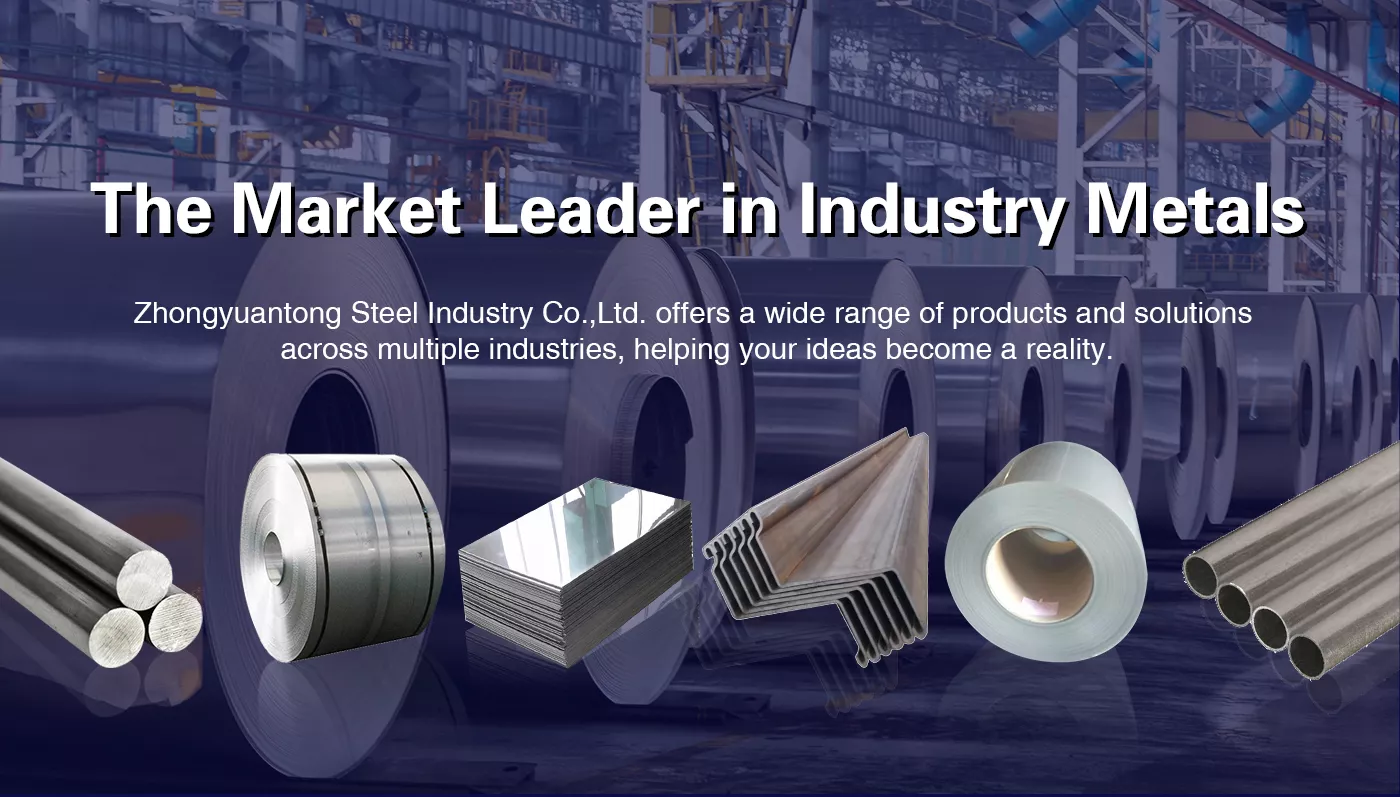 The Market Leader in Industry Metals
Zhongyuantong Steel Industry Co.,Ltd. offers a wide range of products and solutions
across multiple industries, helping your ideas become a reality.